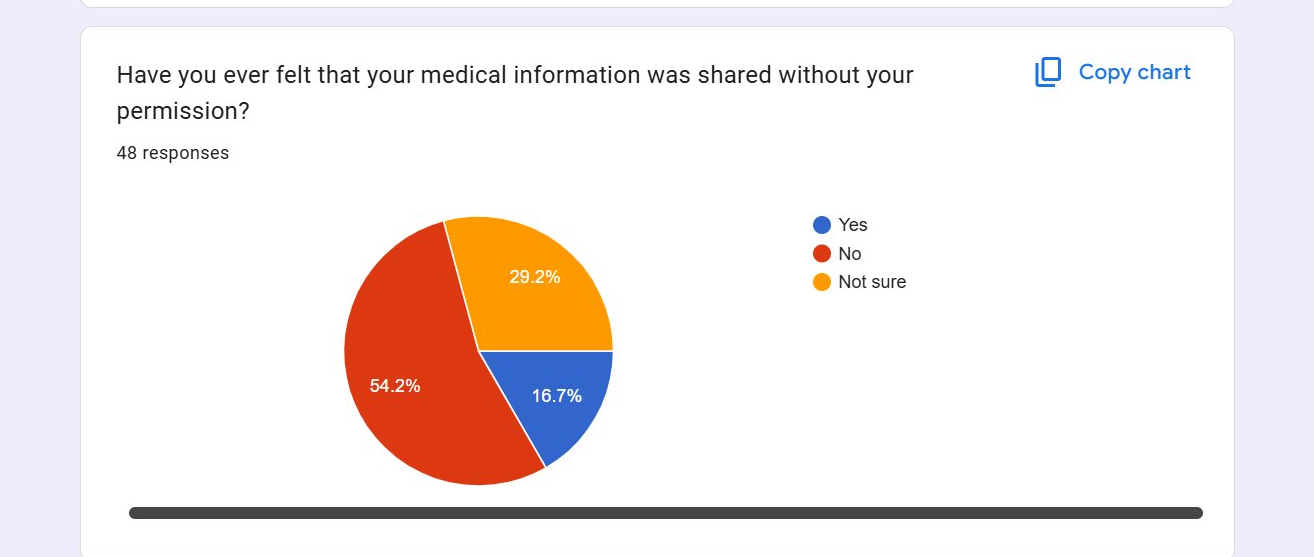 Have you ever felt that your medical information was shared without your
permission?
Copy chart
48 responses
Yes
No
Not sure
29.2%
54.2%
16.7%